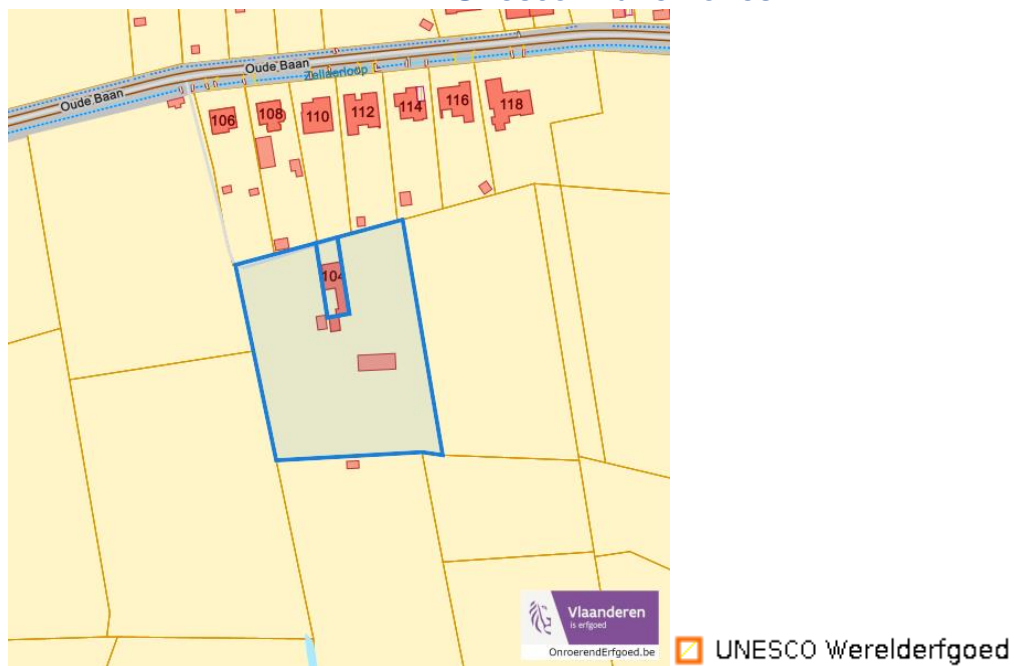 Oude Baan
Oude Baan
Zelderloop
106
108
110
112
114
116
118
104
Vlaanderen
is erfgoed
OnroerendErfgoed.be
UNESCO Werelderfgoed